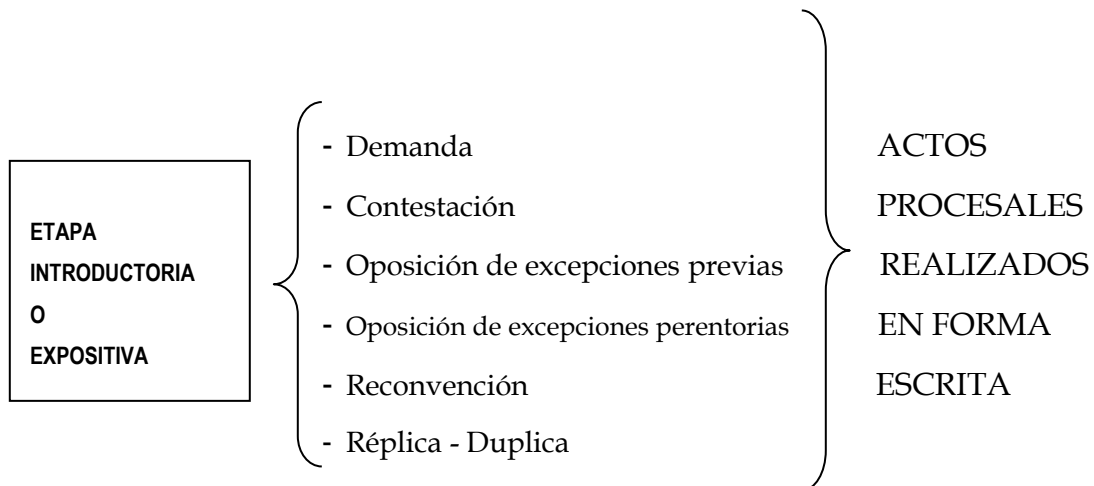 ETAPA
INTRODUCTORIA
O
EXPOSITIVA
- Demanda
- Contestación
- Oposición de excepciones previas
- Oposición de excepciones perentorias
- Reconvención
- Réplica - Duplica
ACTOS
PROCESALES
REALIZADOS
EN FORMA
ESCRITA